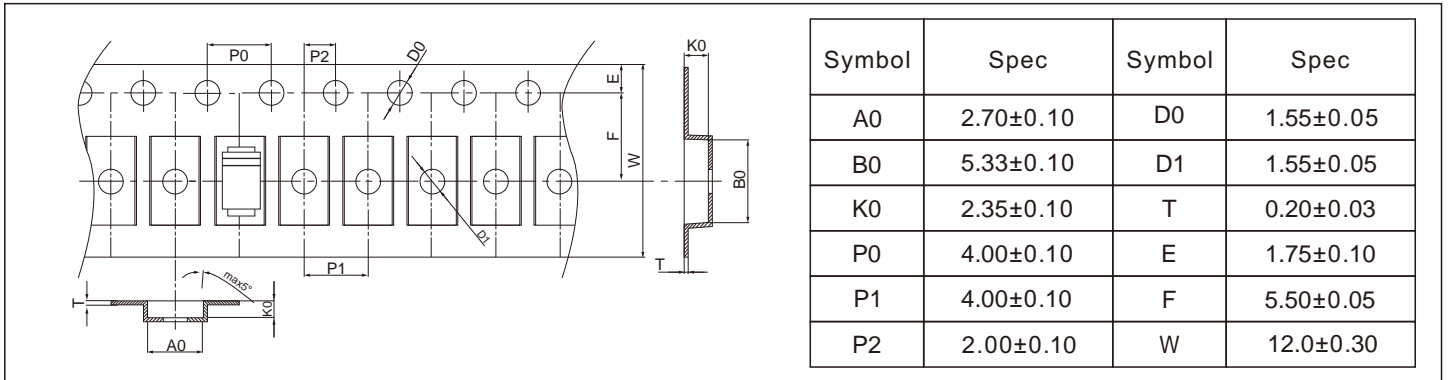 P0 P2 D0 E
F W
D1
P1
T max5° K0
A0
K0
B0
T
Symbol Spec Symbol Spec
A0 2.70±0.10 D0 1.55±0.05
B0 5.33±0.10 D1 1.55±0.05
K0 2.35±0.10 T 0.20±0.03
P0 4.00±0.10 E 1.75±0.10
P1 4.00±0.10 F 5.50±0.05
P2 2.00±0.10 W 12.0±0.30